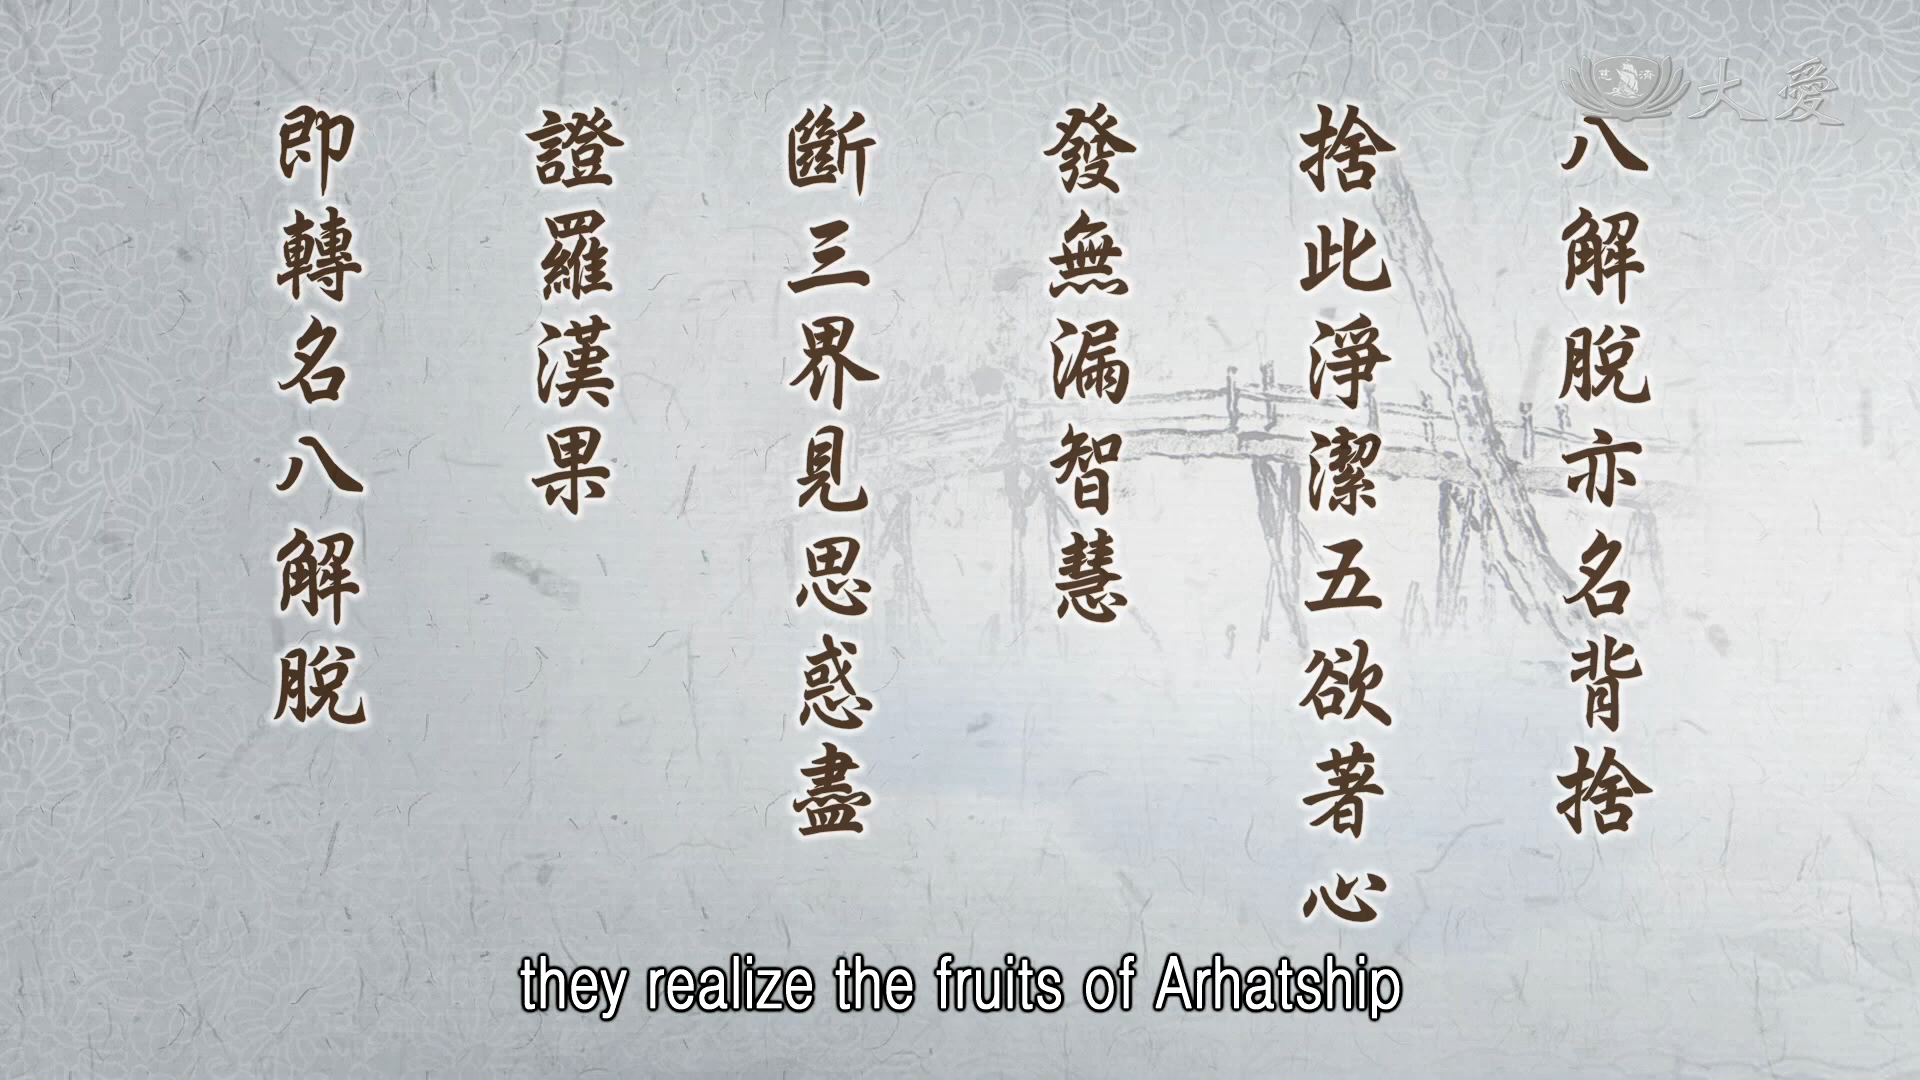 八解脫亦名背捨
捨此淨潔五欲著心
發無漏智慧
斷三界見思惑盡
證羅漢果
即轉名八解脫
慈濟
大愛
they realize the fruits of Arhatship